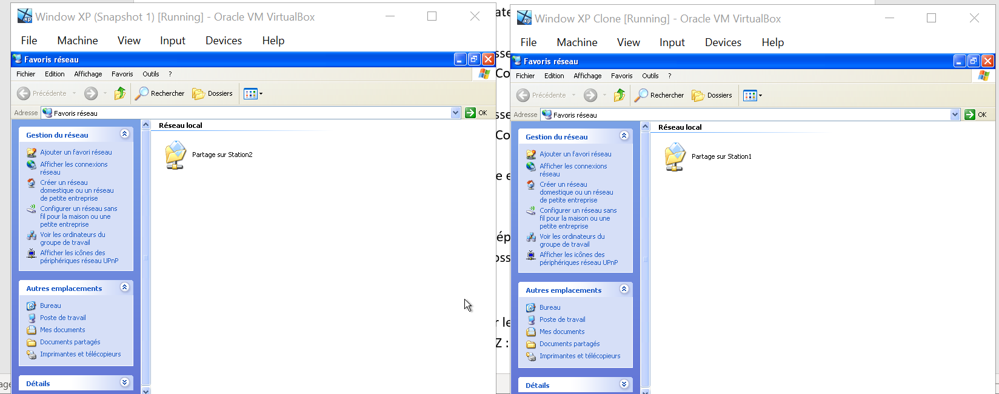 Window XP (Snapshot 1) [Running] - Oracle VM VirtualBox
File Machine View Input Devices Help
Favoris réseau
Fichier Edition Affichage Favoris Outils ?
Précédente Rechercher Dossiers
Adresse Favoris réseau OK
Gestion du réseau
Ajouter un favori réseau
Afficher les connexions
réseau
Créer un réseau
domestique ou un réseau
de petite entreprise
Configurer un réseau sans
fil pour la maison ou une
petite entreprise
Voir les ordinateurs du
groupe de travail
Afficher les icônes des
périphériques réseau UPnP
Autres emplacements
Bureau
Poste de travail
Mes documents
Documents partagés
Imprimantes et télécopieurs
Détails
Réseau local
Partage sur Station2
Window XP Clone [Running] - Oracle VM VirtualBox
File Machine View Input Devices Help
Favoris réseau
Fichier Edition Affichage Favoris Outils ?
Précédente Rechercher Dossiers
Adresse Favoris réseau OK
Gestion du réseau
Ajouter un favori réseau
Afficher les connexions
réseau
Créer un réseau
domestique ou un réseau
de petite entreprise
Configurer un réseau sans
fil pour la maison ou une
petite entreprise
Voir les ordinateurs du
groupe de travail
Afficher les icônes des
périphériques réseau UPnP
Autres emplacements
Bureau
Poste de travail
Mes documents
Documents partagés
Imprimantes et télécopieurs
Détails
Réseau local
Partage sur Station1